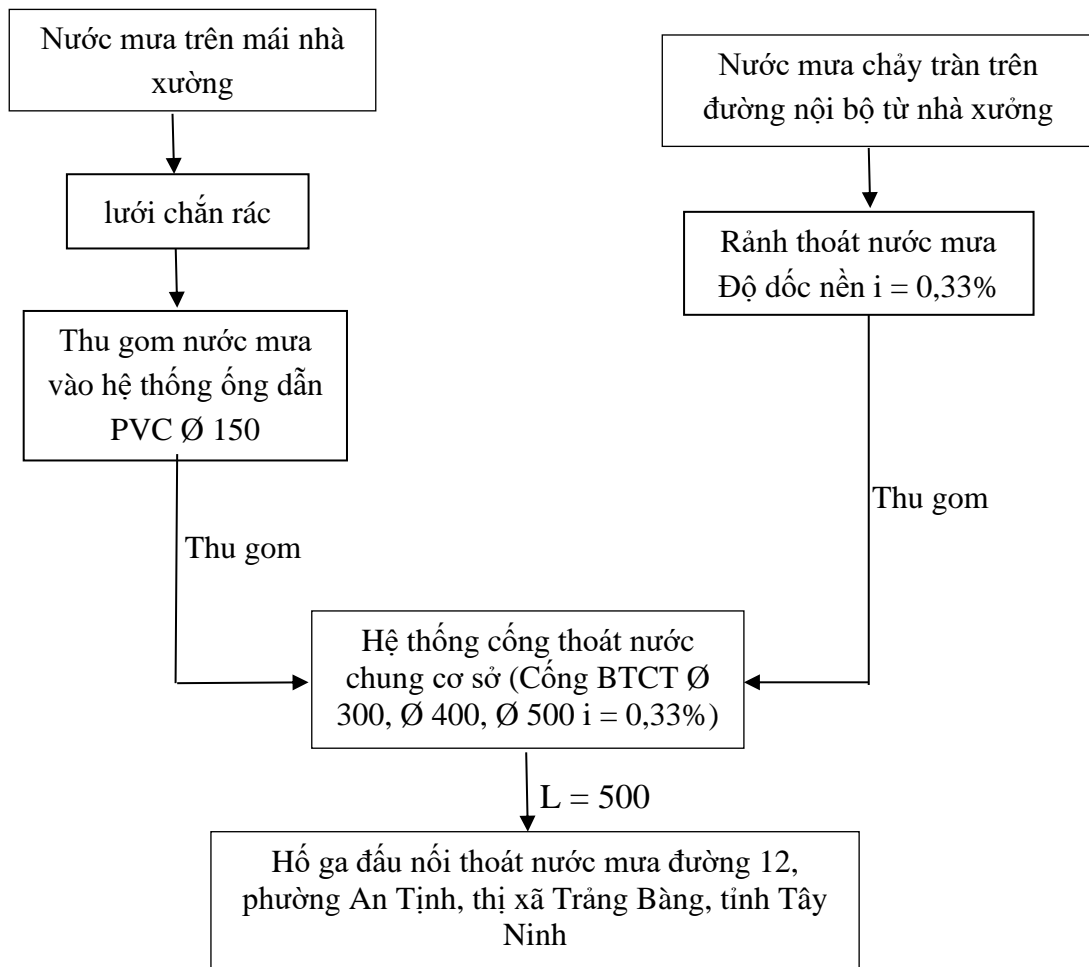 Nước mưa trên mái nhà
xường
lưới chắn rác
Thu gom nước mưa
vào hệ thống ống dẫn
PVC Ø 150
Thu gom
Nước mưa chảy tràn trên
đường nội bộ từ nhà xưởng
Rảnh thoát nước mưa
Độ dốc nền i = 0,33%
Thu gom
Hệ thống cống thoát nước
chung cơ sở (Cống BTCT Ø
300, Ø 400, Ø 500 i = 0,33%)
L = 500
Hố ga đấu nối thoát nước mưa đường 12,
phường An Tịnh, thị xã Trảng Bàng, tỉnh Tây
Ninh